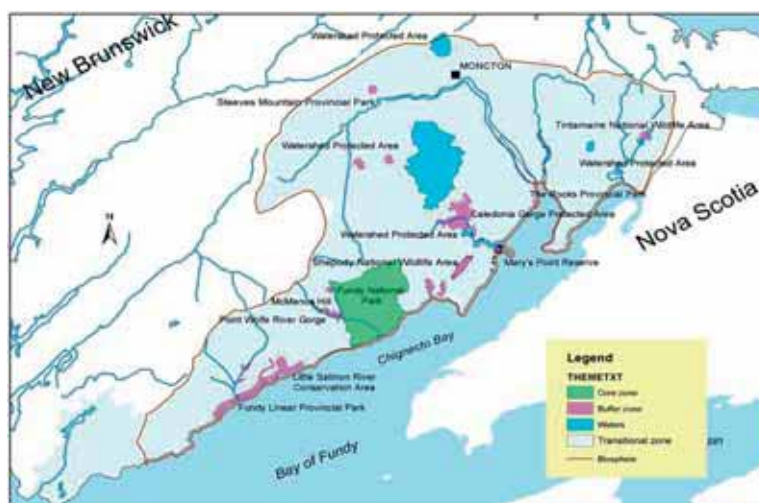 New Brunswick
Watershed Protected Area
MONCTON
Steeves Mountain Provincial Park
Tintamarre National Wildlife Area
Watershed Protected Area
Watershed Protected Area
The Rocks Provincial Park
Nova Scotia
Caledonia Gorge Protected Area
N
Watershed Protected Area
Shepody National Wildlife Area
Mary's Point Reserve
Fundy National
Park
McManus Hill
Point Wolfe River Gorge
Chignecto Bay
Little Salmon River
Conservation Area
Fundy Linear Provincial Park
Bay of Fundy
Legend
THEMETXT
Core zone
Buffer zone
Waters
Transitional zone
Biosphere